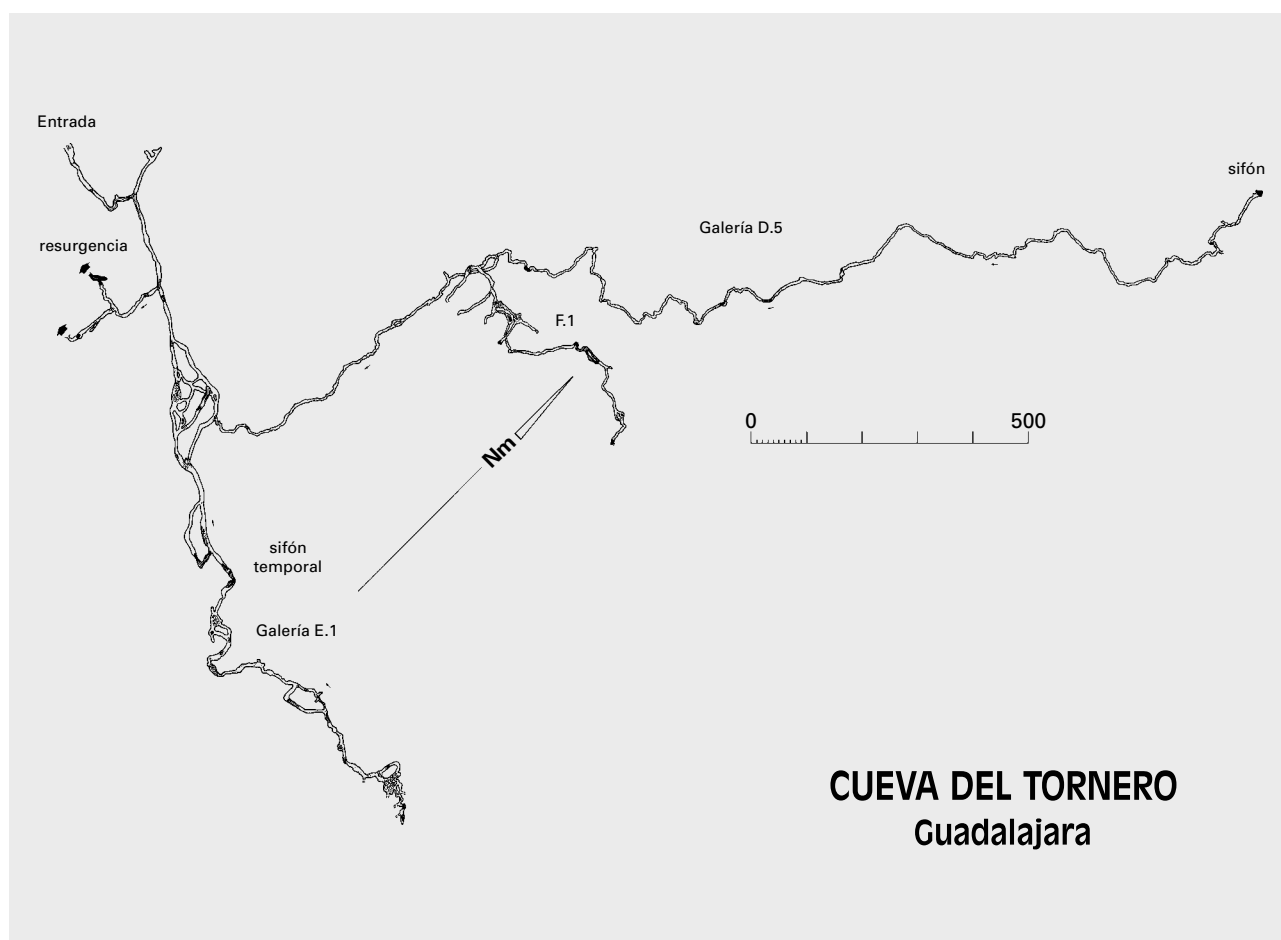 Entrada
sifón
Galería D.5
resurgencia
F.1
0
500
Nm
sifón
temporal
Galería E.1
CUEVA DEL TORNERO
Guadalajara